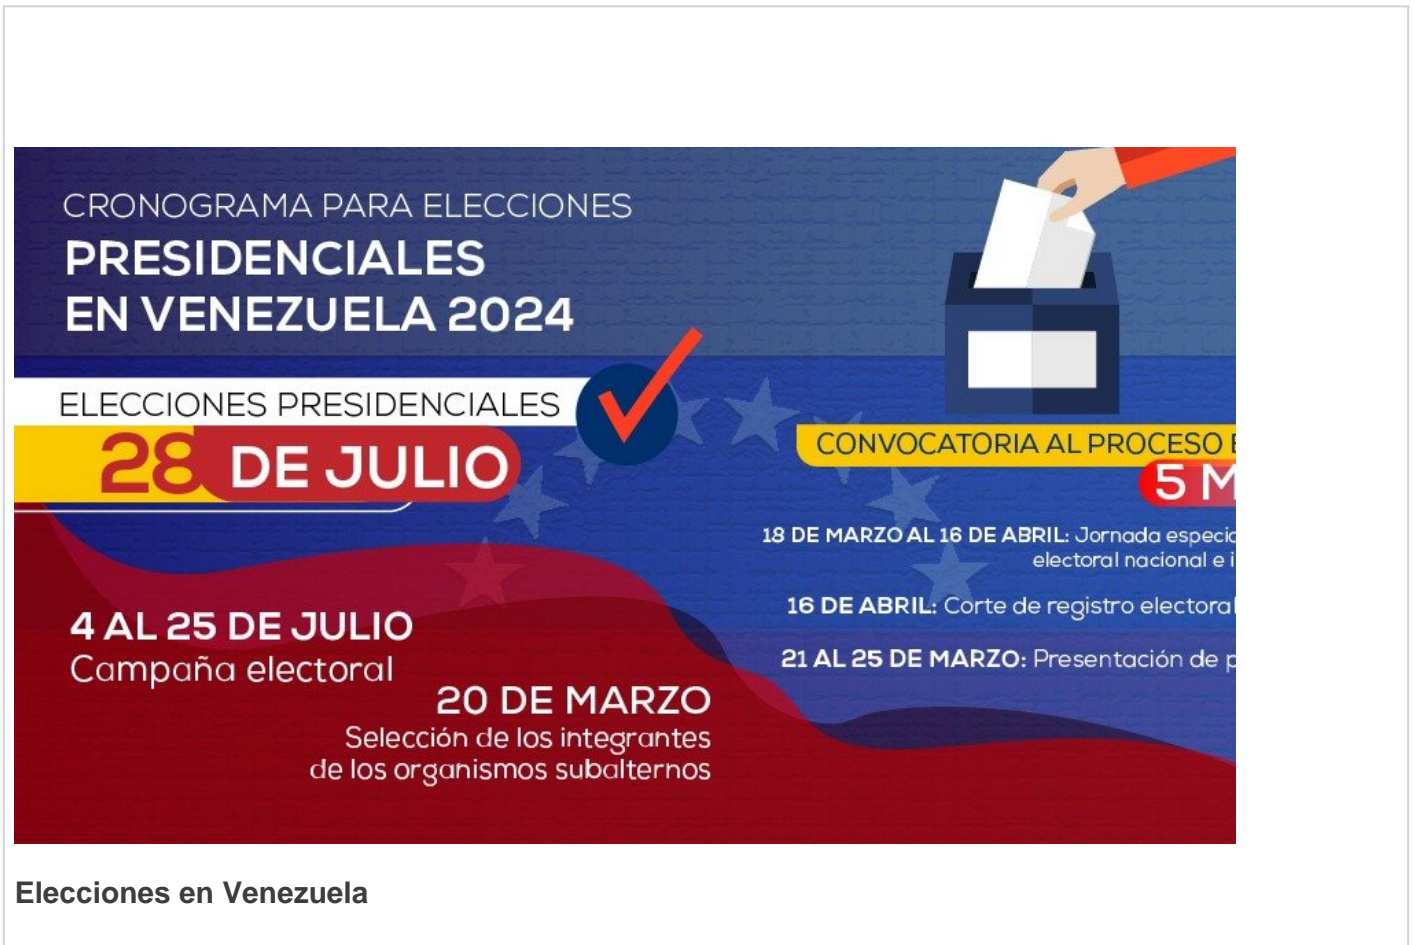 CRONOGRAMA PARA ELECCIONES
PRESIDENCIALES
EN VENEZUELA 2024
ELECCIONES PRESIDENCIALES
28 DE JULIO
4 AL 25 DE JULIO
Campaña electoral
20 DE MARZO
Selección de los integrantes
de los organismos subalternos
CONVOCATORIA AL PROCESO
5
18 DE MARZO AL 16 DE ABRIL: Jornada
electoral nacional e
16 DE ABRIL: Corte de registro electoral
21 AL 25 DE MARZO: Presentación de
Elecciones en Venezuela